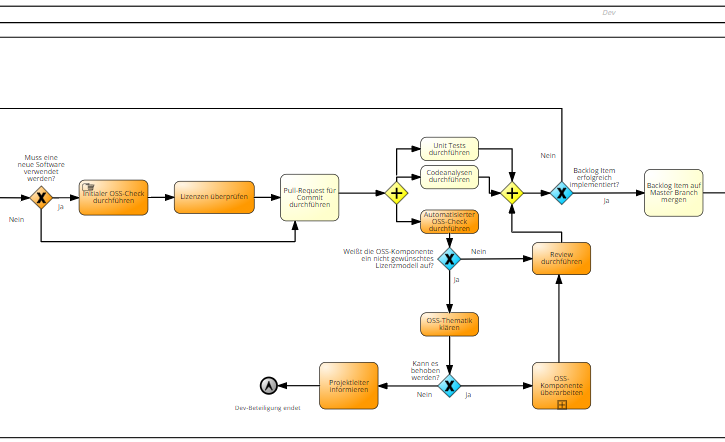 Dev
Muss eine
neue Software
verwendet
werden?
Nein
Ja
Initialer OSS-Check
durchführen
Lizenzen überprüfen
Pull-Request für
Commit
durchführen
Unit Tests
durchführen
Codeanalysen
durchführen
Automatisierter
OSS-Check
durchführen
Nein
Backlog Item
erfolgreich
implementiert?
Ja
Backlog Item auf
Master Branch
mergen
Weißt die OSS-Komponente
ein nicht gewünschtes
Lizenzmodell auf?
Nein
Ja
Review
durchführen
OSS-Thematik
klären
Kann es
behoben
werden?
Nein
Ja
OSS-
Komponente
überarbeiten
Projektleiter
informieren
Dev-Beteiligung endet